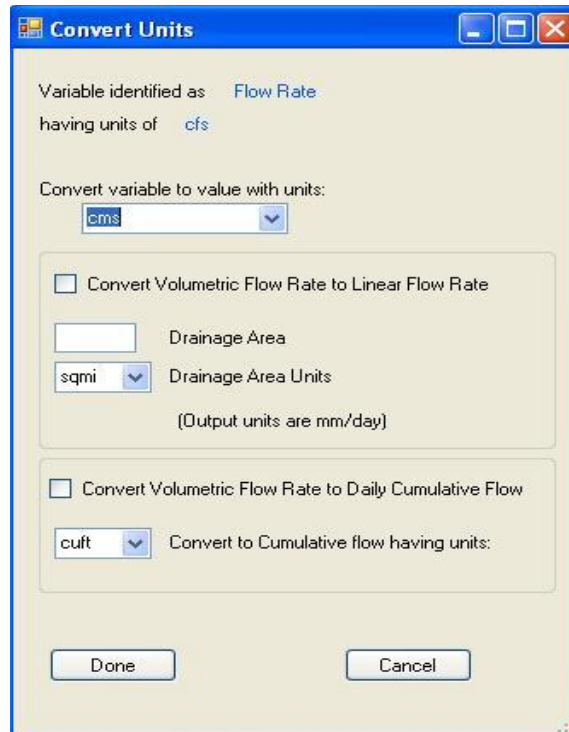 Convert Units
Variable identified as Flow Rate
having units of cfs
Convert variable to value with units:
cms
Convert Volumetric Flow Rate to Linear Flow Rate
Drainage Area
sqmi Drainage Area Units
(Output units are mm/day)
Convert Volumetric Flow Rate to Daily Cumulative Flow
cuft Convert to Cumulative flow having units:
Done Cancel